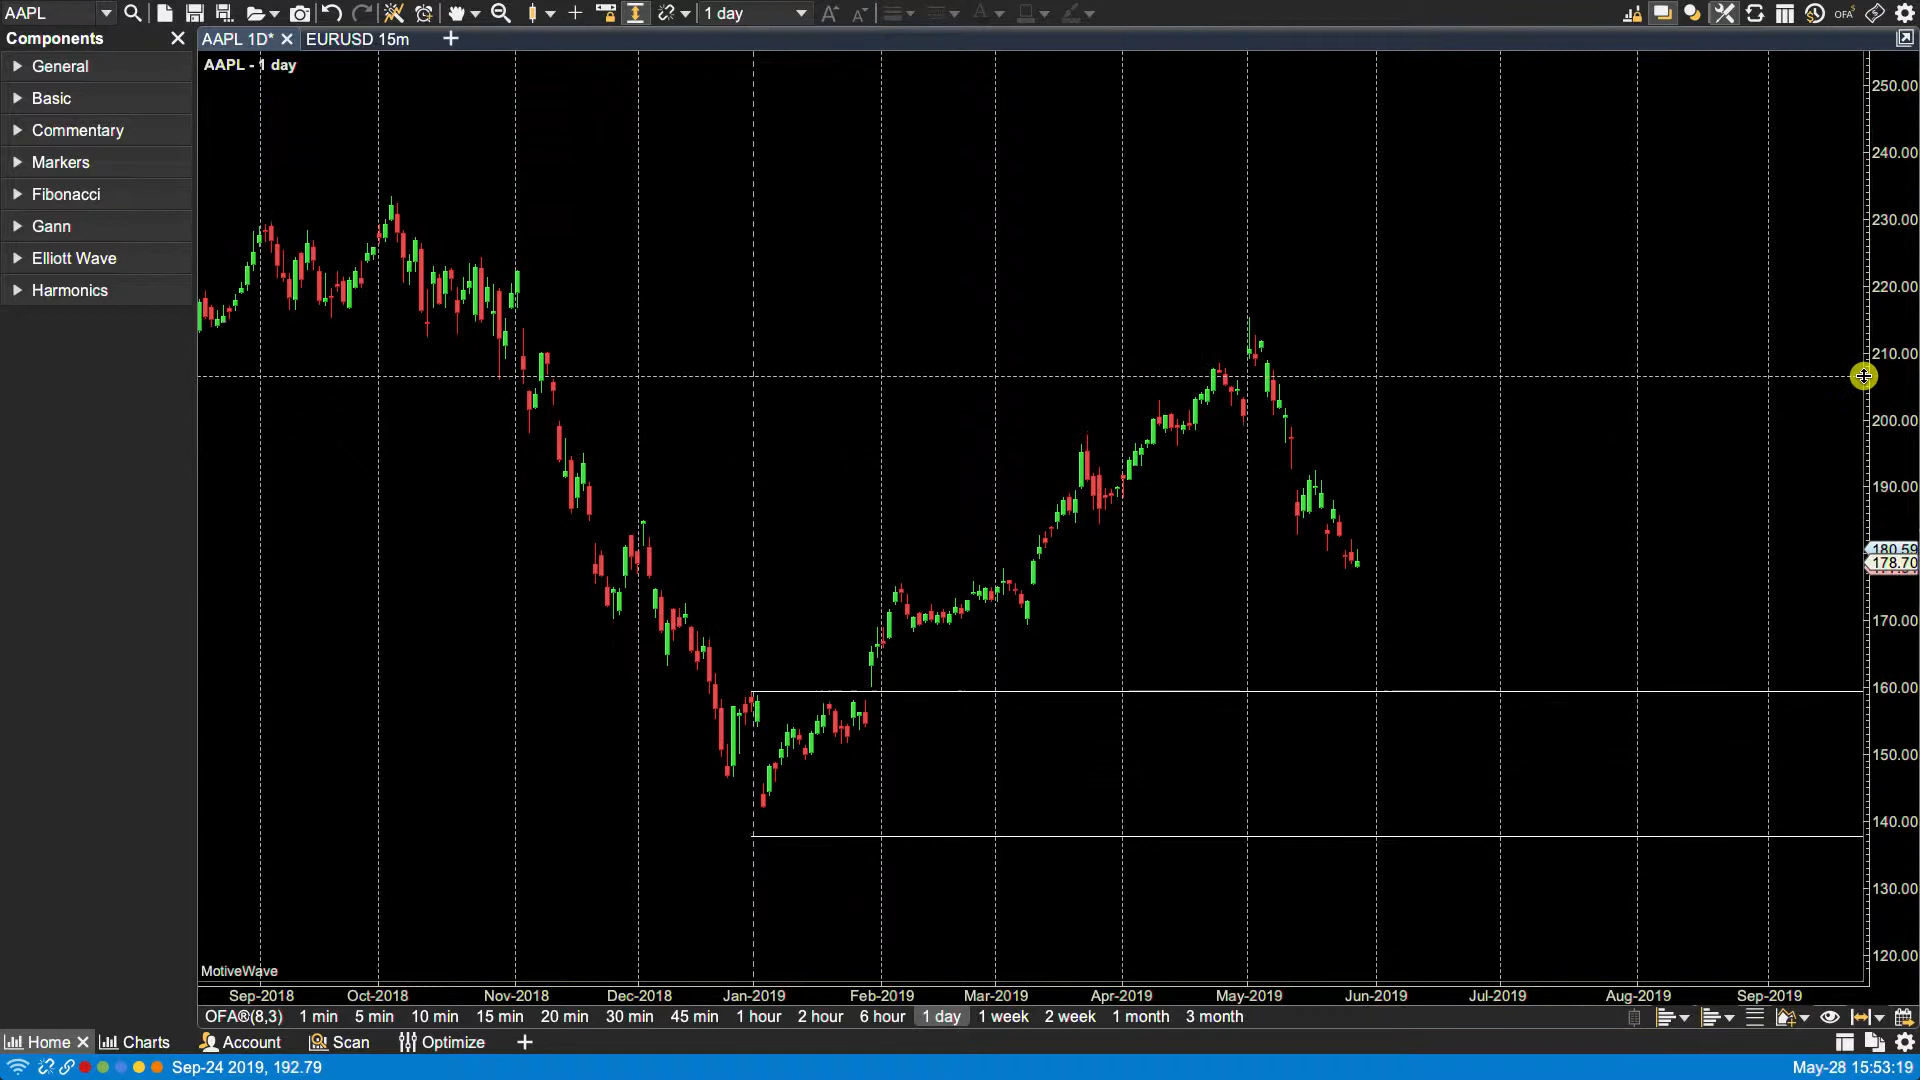 AAPL
1 day
OFA
Components
AAPL 1D*
EURUSD 15m
General
Basic
Commentary
Markers
Fibonacci
Gann
Elliott Wave
Harmonics
AAPL - 1 day
250.00
240.00
230.00
220.00
210.00
200.00
190.00
180.59
178.70
170.00
160.00
150.00
140.00
130.00
120.00
MotiveWave
Sep-2018 Oct-2018 Nov-2018 Dec-2018 Jan-2019 Feb-2019 Mar-2019 Apr-2019 May-2019 Jun-2019 Jul-2019 Aug-2019 Sep-2019
OFA®(8,3) 1 min 5 min 10 min 15 min 20 min 30 min 45 min 1 hour 2 hour 6 hour 1 day 1 week 2 week 1 month 3 month
Home Charts Account Scan Optimize
Sep-24 2019, 192.79
May-28 15:53:19